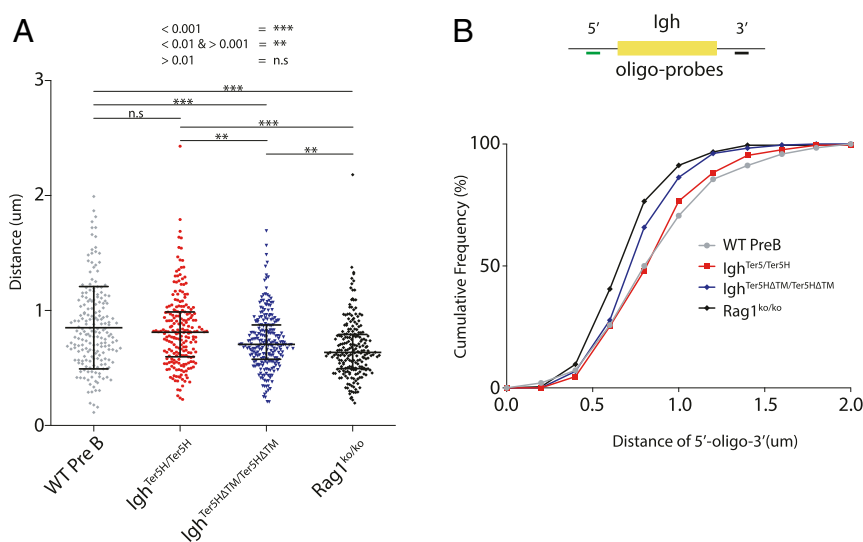 A
< 0.001 = ***
< 0.01 & > 0.001 = **
> 0.01 = n.s
3
2
1
0
Distance (um)
***
***
n.s
***
**
**
WT Pre B
Igh^Ter5H/Ter5H
Igh^Ter5HΔTM/Ter5HΔTM
Rag1^ko/ko
B
5’ Igh 3’
oligo-probes
100
50
0
Cumulative Frequency (%)
WT PreB
Igh^Ter5/Ter5H
Igh^Ter5HΔTM/Ter5HΔTM
Rag1^ko/ko
0.0 0.5 1.0 1.5 2.0
Distance of 5’-oligo-3’(um)